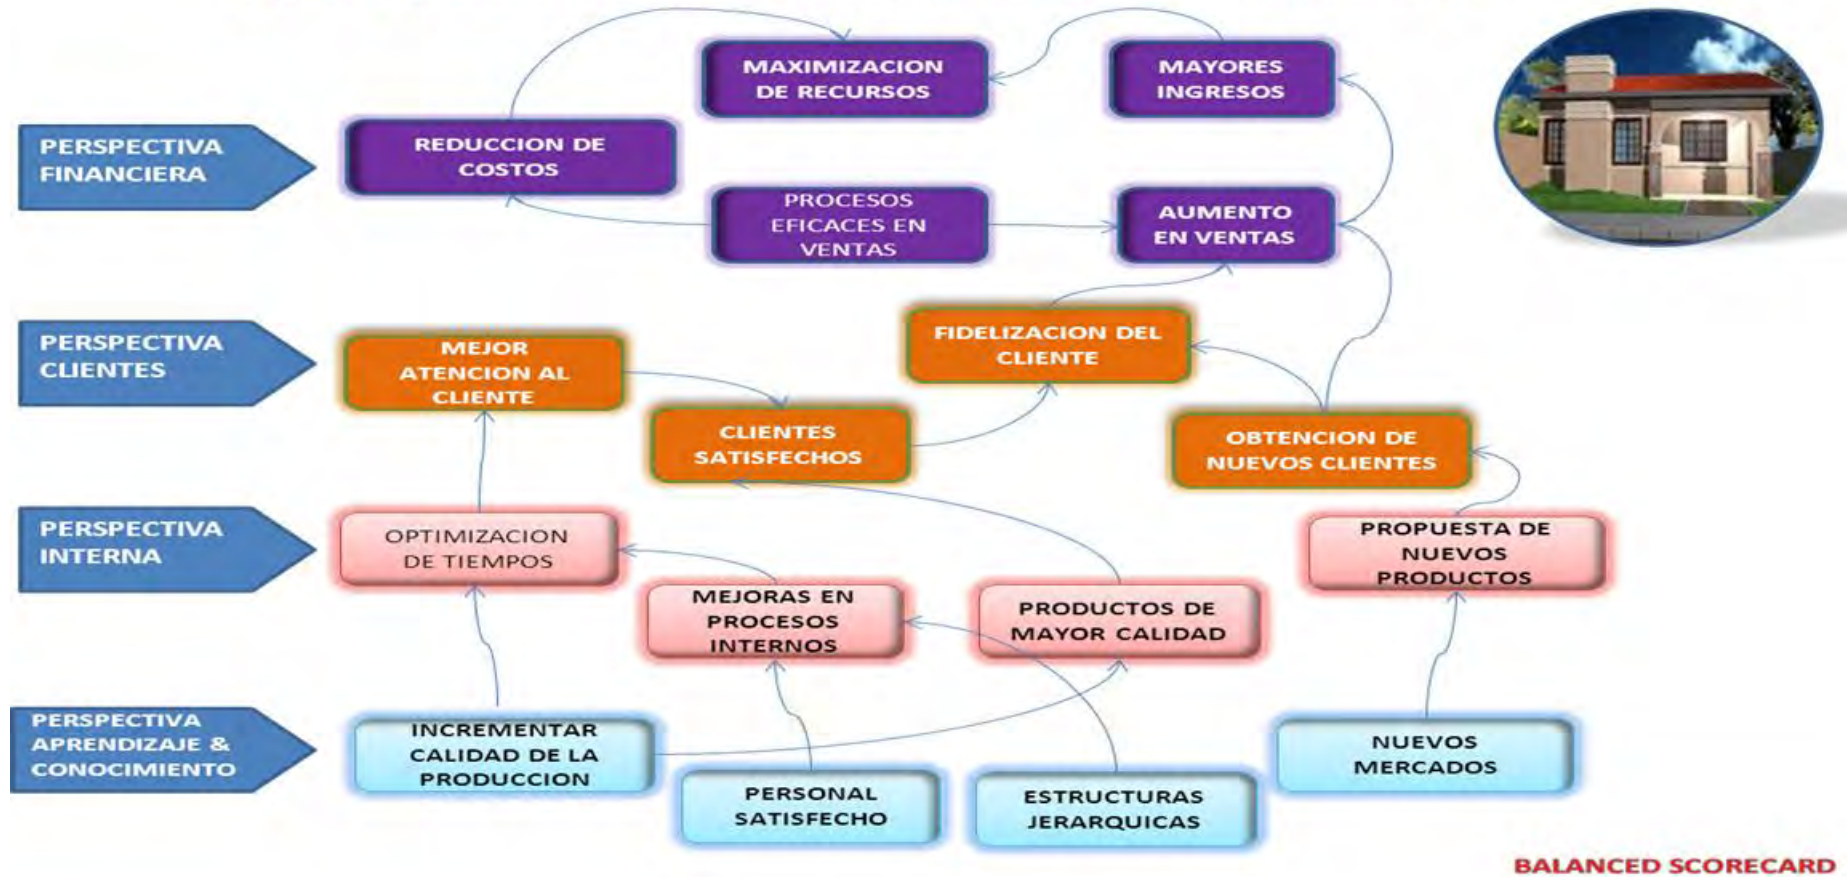 MAXIMIZACION
DE RECURSOS
MAYORES
INGRESOS
PERSPECTIVA
FINANCIERA
REDUCCION DE
COSTOS
PROCESOS
EFICACES EN
VENTAS
AUMENTO
EN VENTAS
PERSPECTIVA
CLIENTES
MEJOR
ATENCION AL
CLIENTE
FIDELIZACION DEL
CLIENTE
CLIENTES
SATISFECHOS
OBTENCION DE
NUEVOS CLIENTES
PERSPECTIVA
INTERNA
OPTIMIZACION
DE TIEMPOS
PROPUESTA DE
NUEVOS
PRODUCTOS
MEJORAS EN
PROCESOS
INTERNOS
PRODUCTOS DE
MAYOR CALIDAD
PERSPECTIVA
APRENDIZAJE &
CONOCIMIENTO
INCREMENTAR
CALIDAD DE LA
PRODUCCION
NUEVOS
MERCADOS
PERSONAL
SATISFECHO
ESTRUCTURAS
JERARQUICAS
BALANCED SCORECARD